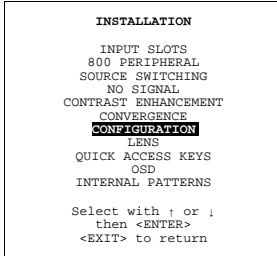 INSTALLATION
INPUT SLOTS
800 PERIPHERAL
SOURCE SWITCHING
NO SIGNAL
CONTRAST ENHANCEMENT
CONVERGENCE
CONFIGURATION
LENS
QUICK ACCESS KEYS
OSD
INTERNAL PATTERNS
Select with ↑ or ↓
then <ENTER>
<EXIT> to return